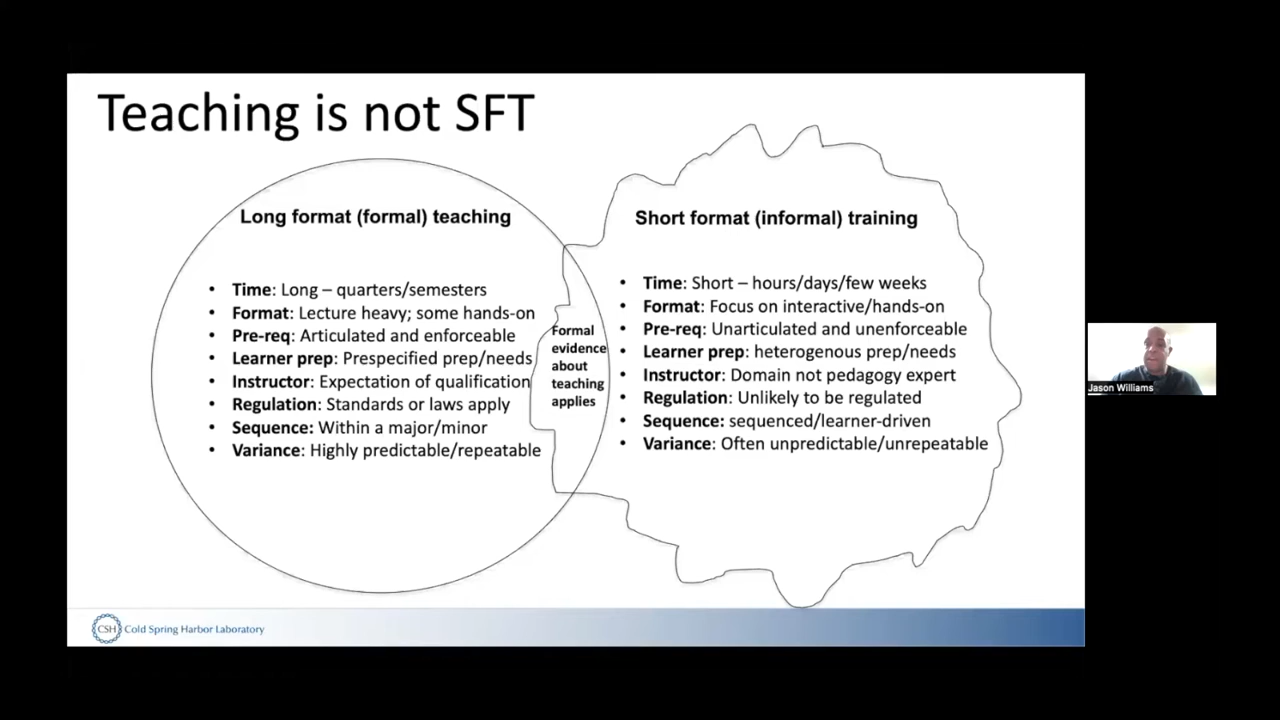 Teaching is not SFT
Long format (formal) teaching
• Time: Long – quarters/semesters
• Format: Lecture heavy; some hands-on
• Pre-req: Articulated and enforceable
• Learner prep: Prespecified prep/needs
• Instructor: Expectation of qualification
• Regulation: Standards or laws apply
• Sequence: Within a major/minor
• Variance: Highly predictable/repeatable
Formal
evidence
about
teaching
applies
Short format (informal) training
• Time: Short – hours/days/few weeks
• Format: Focus on interactive/hands-on
• Pre-req: Unarticulated and unenforceable
• Learner prep: heterogenous prep/needs
• Instructor: Domain not pedagogy expert
• Regulation: Unlikely to be regulated
• Sequence: sequenced/learner-driven
• Variance: Often unpredictable/unrepeatable
CSH Cold Spring Harbor Laboratory
Jason Williams